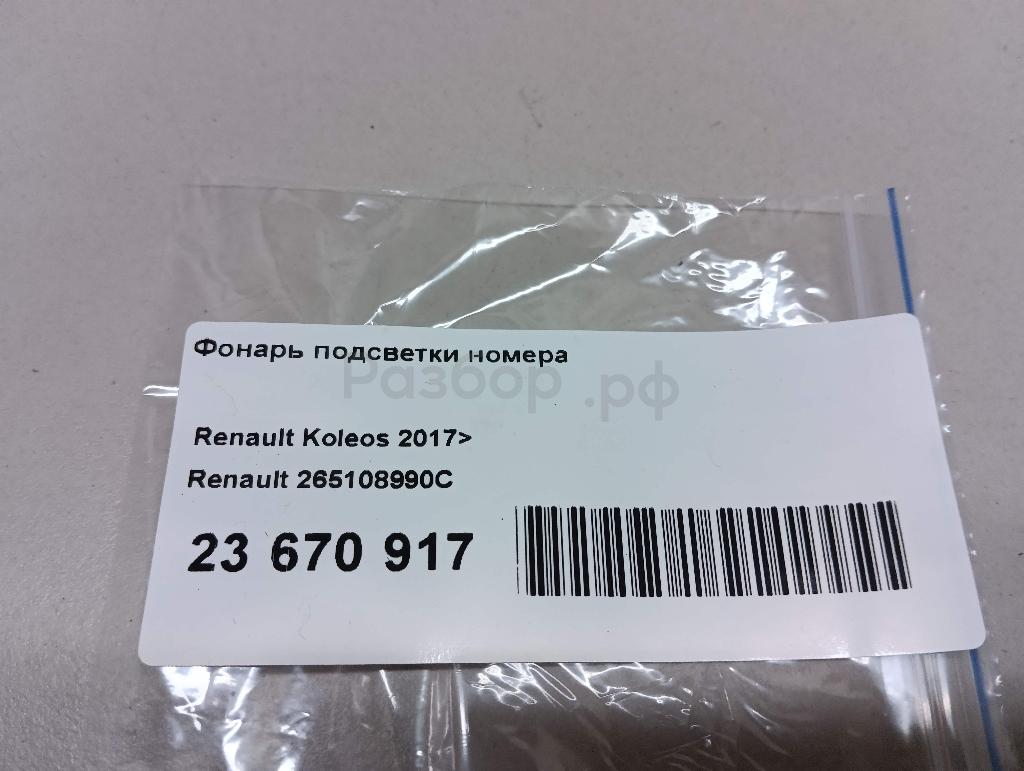 Фонарь подсветки номера
Разбор.рф
Renault Koleos 2017>
Renault 265108990C
23 670 917